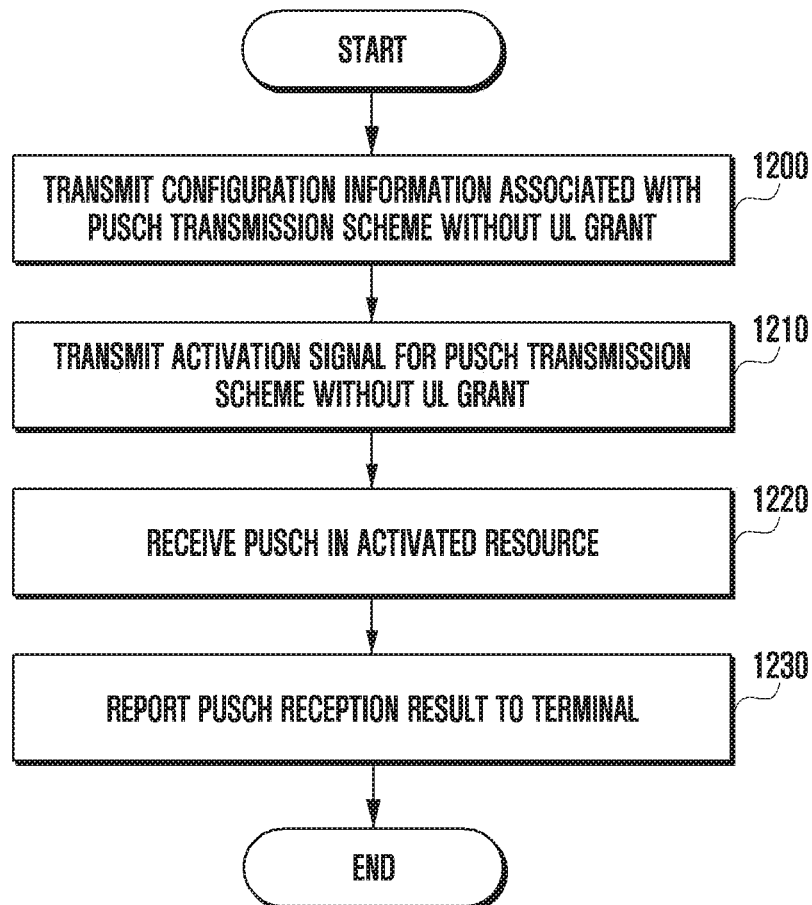 START
TRANSMIT CONFIGURATION INFORMATION ASSOCIATED WITH
PUSCH TRANSMISSION SCHEME WITHOUT UL GRANT
1200
TRANSMIT ACTIVATION SIGNAL FOR PUSCH TRANSMISSION
SCHEME WITHOUT UL GRANT
1210
RECEIVE PUSCH IN ACTIVATED RESOURCE
1220
REPORT PUSCH RECEPTION RESULT TO TERMINAL
1230
END